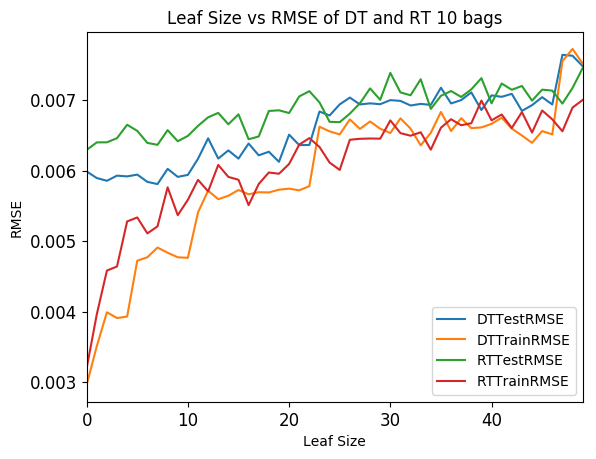 Leaf Size vs RMSE of DT and RT 10 bags
RMSE
0.007
0.006
0.005
0.004
0.003
DTTestRMSE
DTTrainRMSE
RTTestRMSE
RTTrainRMSE
0 10 20 30 40
Leaf Size